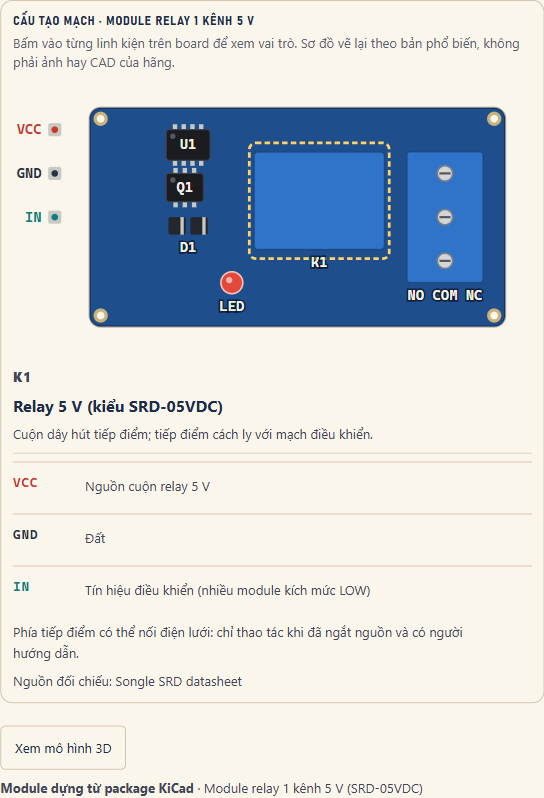 CẤU TẠO MẠCH · MODULE RELAY 1 KÊNH 5 V
Bấm vào từng linh kiện trên board để xem vai trò. Sơ đồ vẽ lại theo bản phổ biến, không
phải ảnh hay CAD của hãng.
VCC
GND
IN
U1
Q1
D1
LED
K1
NO COM NC
K1
Relay 5 V (kiểu SRD-05VDC)
Cuộn dây hút tiếp điểm; tiếp điểm cách ly với mạch điều khiển.
VCC Nguồn cuộn relay 5 V
GND Đất
IN Tín hiệu điều khiển (nhiều module kích mức LOW)
Phía tiếp điểm có thể nối điện lưới: chỉ thao tác khi đã ngắt nguồn và có người
hướng dẫn.
Nguồn đối chiếu: Songle SRD datasheet
Xem mô hình 3D
Module dựng từ package KiCad · Module relay 1 kênh 5 V (SRD-05VDC)